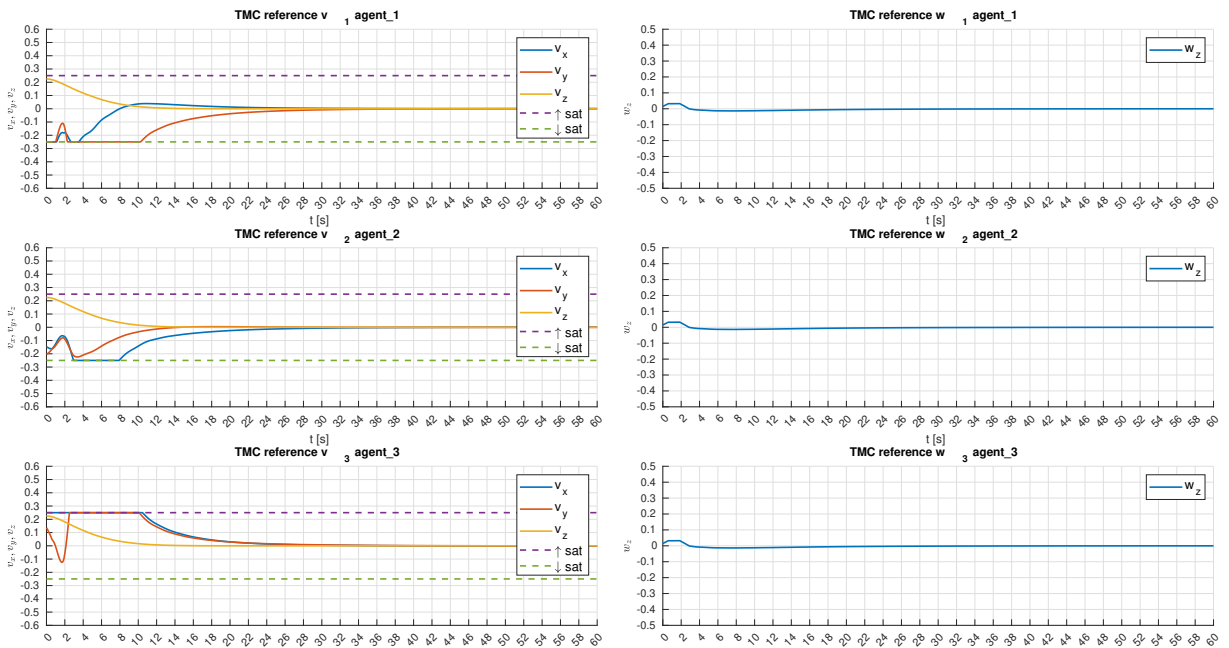 TMC reference v 1 agent_1
0.6
0.5
0.4
0.3
0.2
0.1
0
-0.1
-0.2
-0.3
-0.4
-0.5
-0.6
v_x, v_y, v_z
v_x
v_y
v_z
↑ sat
↓ sat
0 2 4 6 8 10 12 14 16 18 20 22 24 26 28 30 32 34 36 38 40 42 44 46 48 50 52 54 56 58 60
t [s]
TMC reference w 1 agent_1
0.5
0.4
0.3
0.2
0.1
0
-0.1
-0.2
-0.3
-0.4
-0.5
w_z
w_z
0 2 4 6 8 10 12 14 16 18 20 22 24 26 28 30 32 34 36 38 40 42 44 46 48 50 52 54 56 58 60
t [s]
TMC reference v 2 agent_2
0.6
0.5
0.4
0.3
0.2
0.1
0
-0.1
-0.2
-0.3
-0.4
-0.5
-0.6
v_x, v_y, v_z
v_x
v_y
v_z
↑ sat
↓ sat
0 2 4 6 8 10 12 14 16 18 20 22 24 26 28 30 32 34 36 38 40 42 44 46 48 50 52 54 56 58 60
t [s]
TMC reference w 2 agent_2
0.5
0.4
0.3
0.2
0.1
0
-0.1
-0.2
-0.3
-0.4
-0.5
w_z
w_z
0 2 4 6 8 10 12 14 16 18 20 22 24 26 28 30 32 34 36 38 40 42 44 46 48 50 52 54 56 58 60
t [s]
TMC reference v 3 agent_3
0.6
0.5
0.4
0.3
0.2
0.1
0
-0.1
-0.2
-0.3
-0.4
-0.5
-0.6
v_x, v_y, v_z
v_x
v_y
v_z
↑ sat
↓ sat
0 2 4 6 8 10 12 14 16 18 20 22 24 26 28 30 32 34 36 38 40 42 44 46 48 50 52 54 56 58 60
TMC reference w 3 agent_3
0.5
0.4
0.3
0.2
0.1
0
-0.1
-0.2
-0.3
-0.4
-0.5
w_z
w_z
0 2 4 6 8 10 12 14 16 18 20 22 24 26 28 30 32 34 36 38 40 42 44 46 48 50 52 54 56 58 60